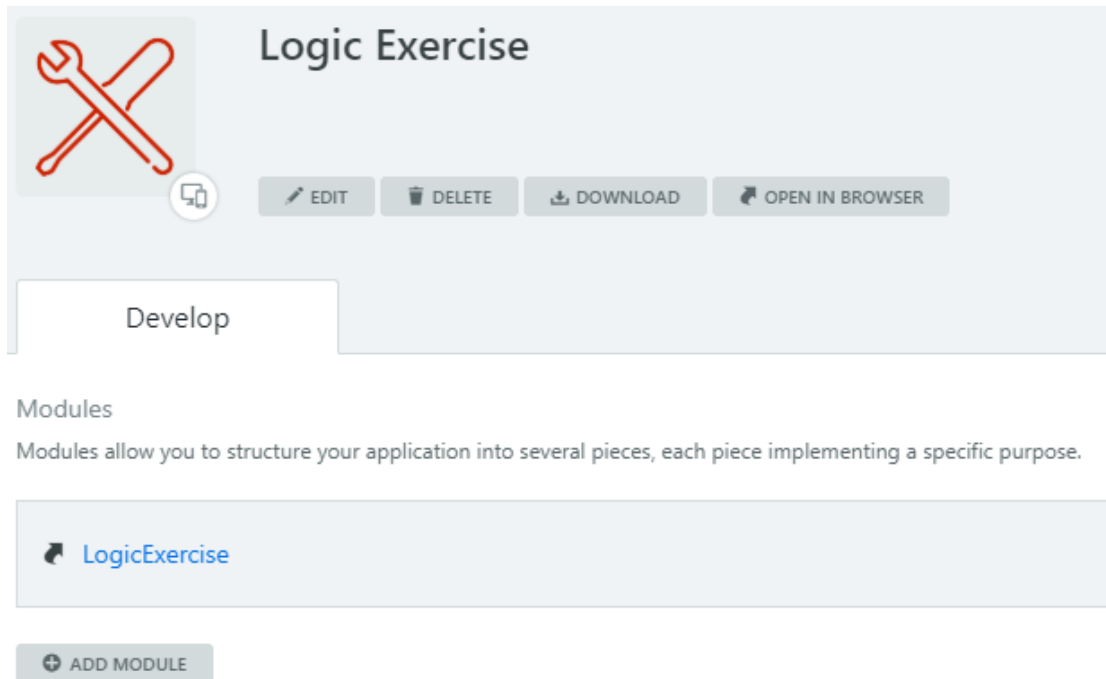 Logic Exercise
EDIT DELETE DOWNLOAD OPEN IN BROWSER
Develop
Modules
Modules allow you to structure your application into several pieces, each piece implementing a specific purpose.
LogicExercise
ADD MODULE